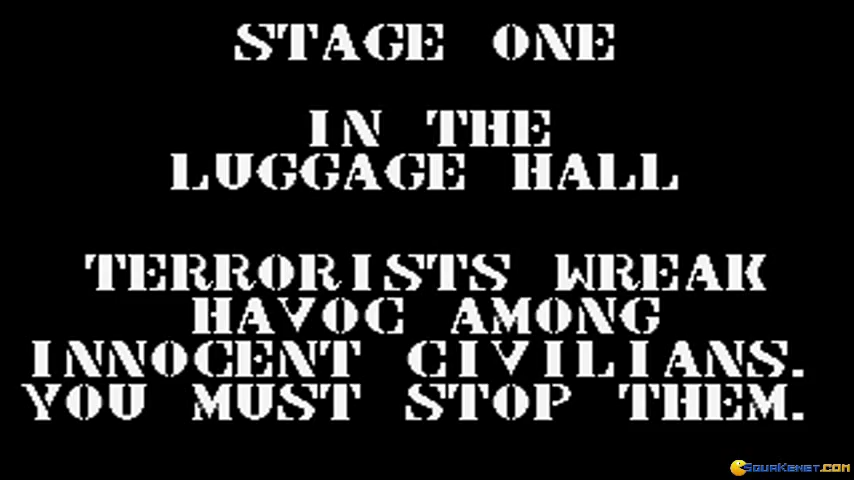 STAGE ONE
IN THE
LUGGAGE HALL
TERRORISTS WREAK
HAVOC AMONG
INNOCENT CIVILIANS.
YOU MUST STOP THEM.
SquaKenet.com